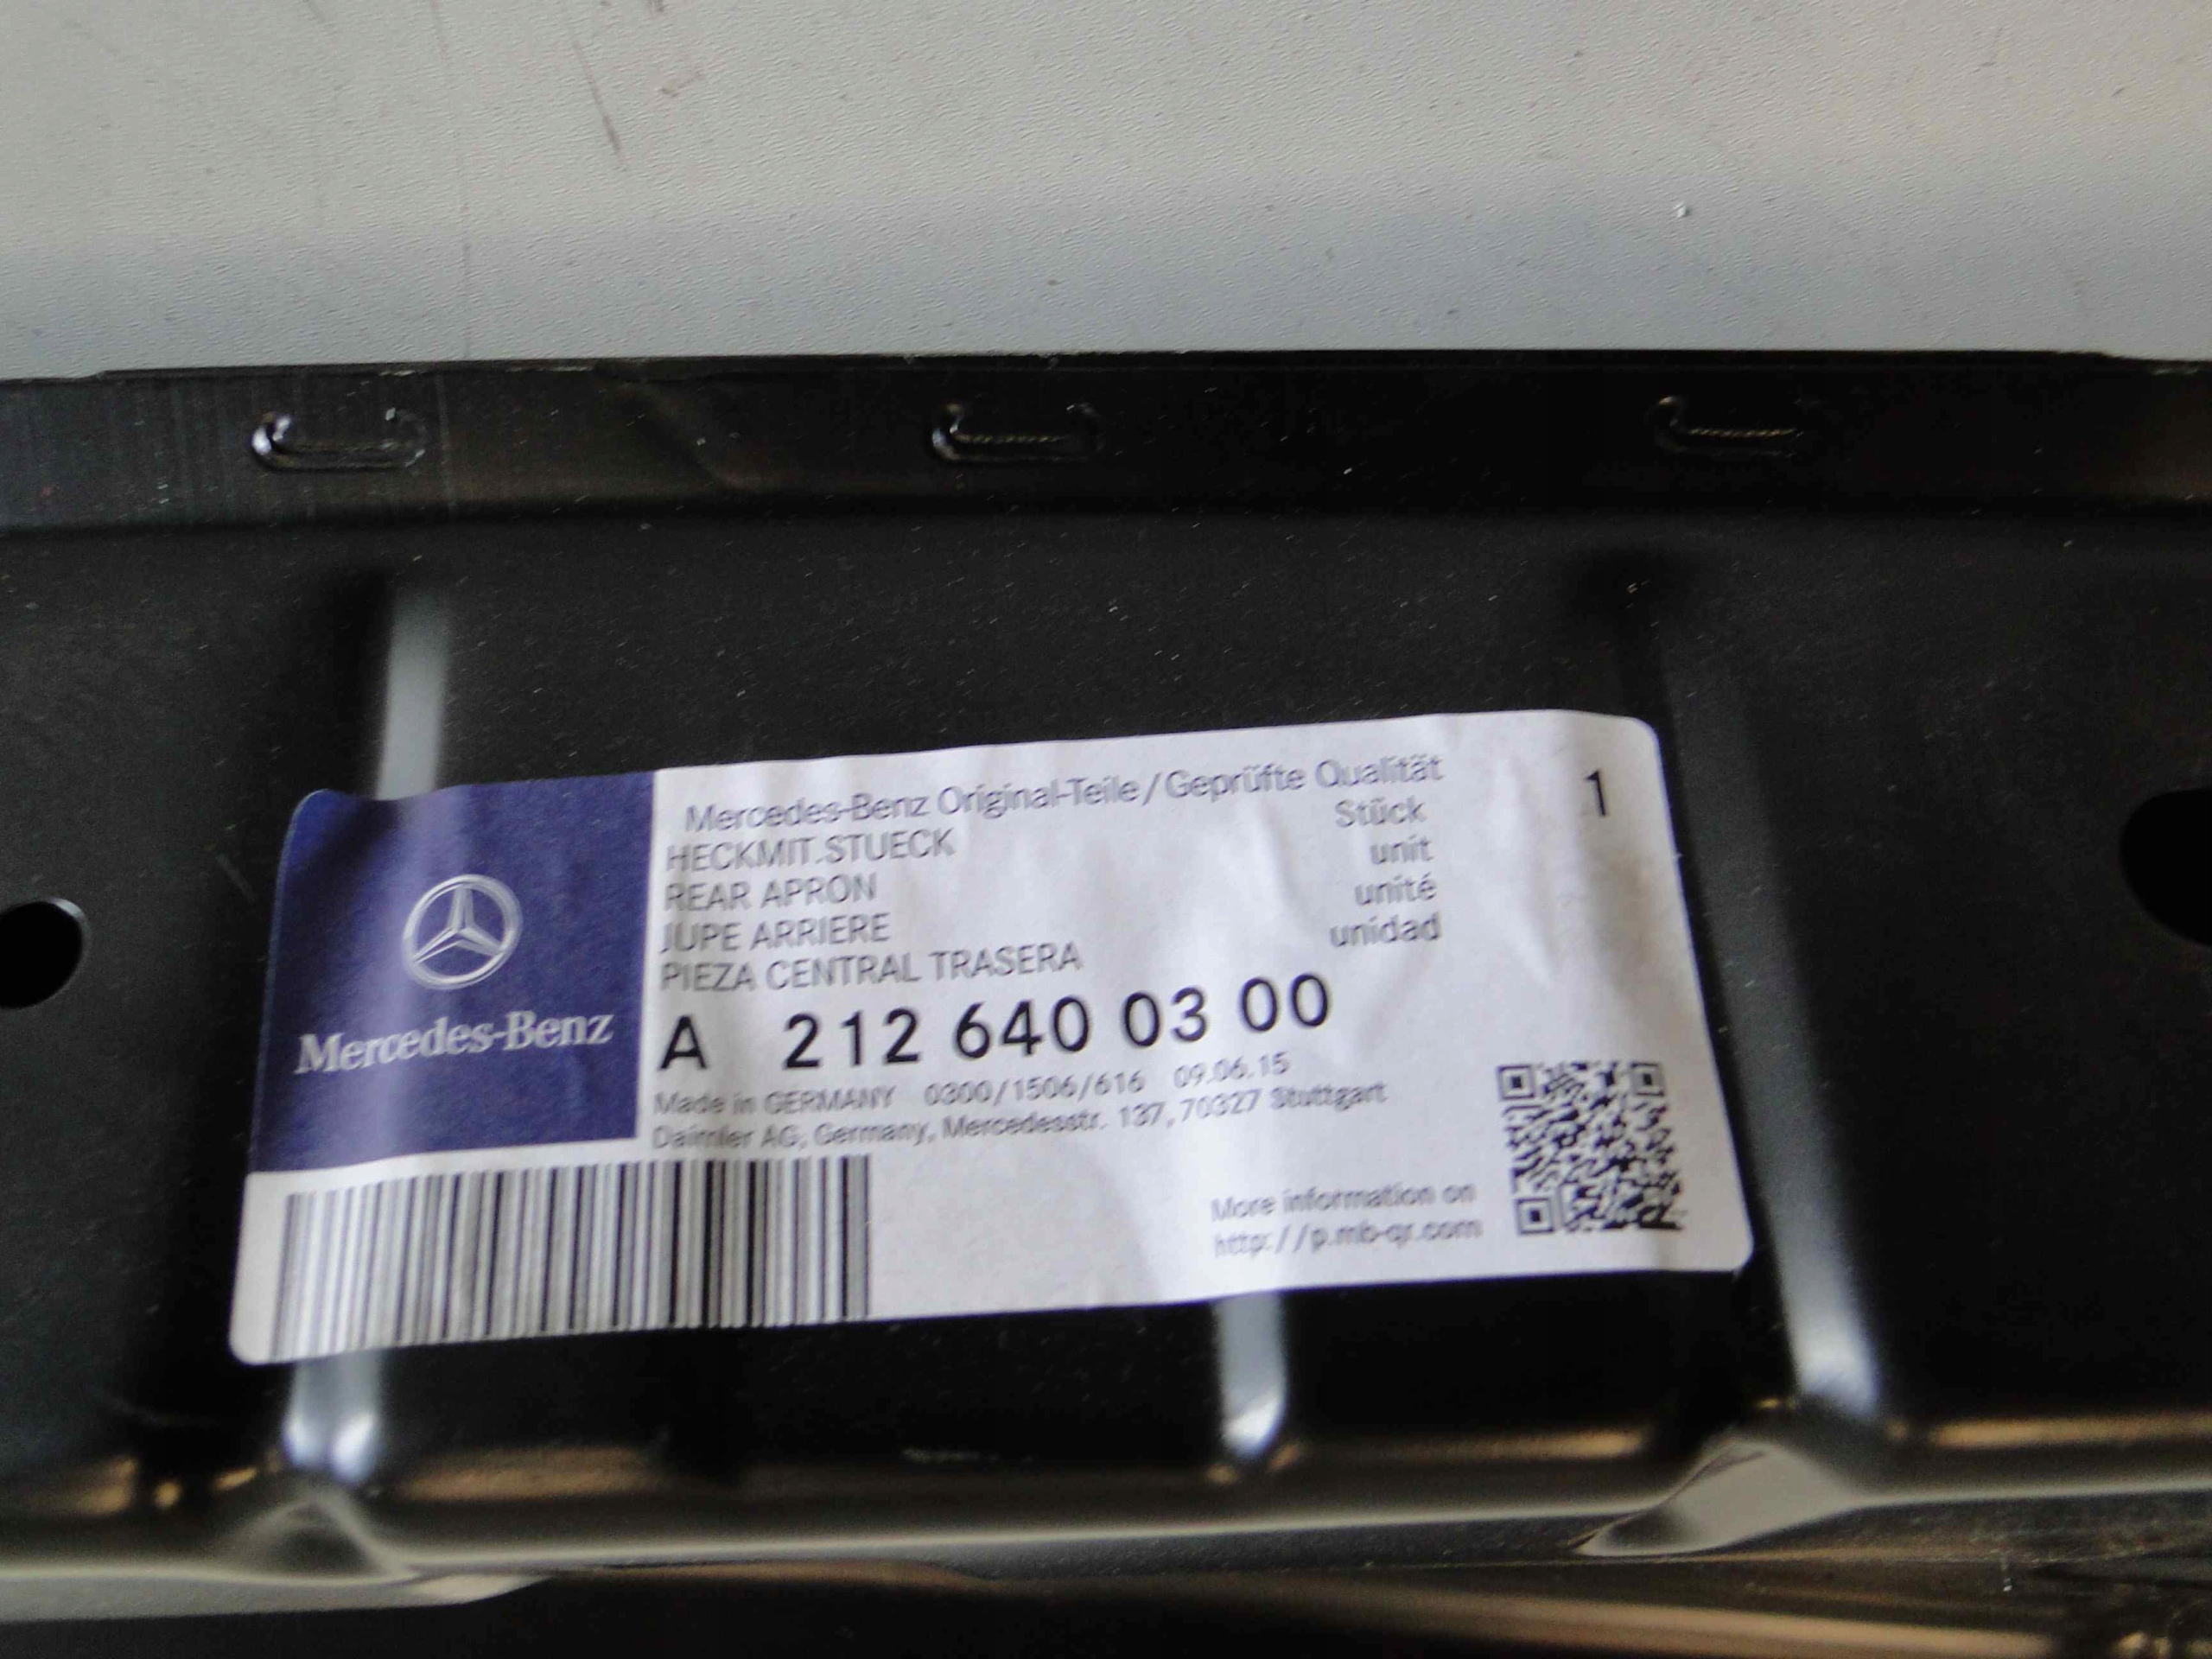 Mercedes-Benz Original-Teile / Geprüfte Qualität
HECKMIT.STUECK Stück 1
REAR APRON unit
JUPE ARRIERE unité
PIEZA CENTRAL TRASERA unidad
A 212 640 03 00
Made in GERMANY 0300/1506/616 09.06.15
Daimler AG, Germany, Mercedesstr. 137, 70327 Stuttgart
Mercedes-Benz
More information on
http://p.mb-qr.com